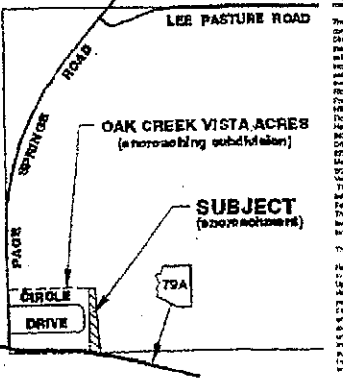 LEE PASTURE ROAD
PAGE SPRINGS ROAD
OAK CREEK VISTA ACRES
(encroaching subdivision)
SUBJECT
(encroachment)
79A
CIRCLE
DRIVE